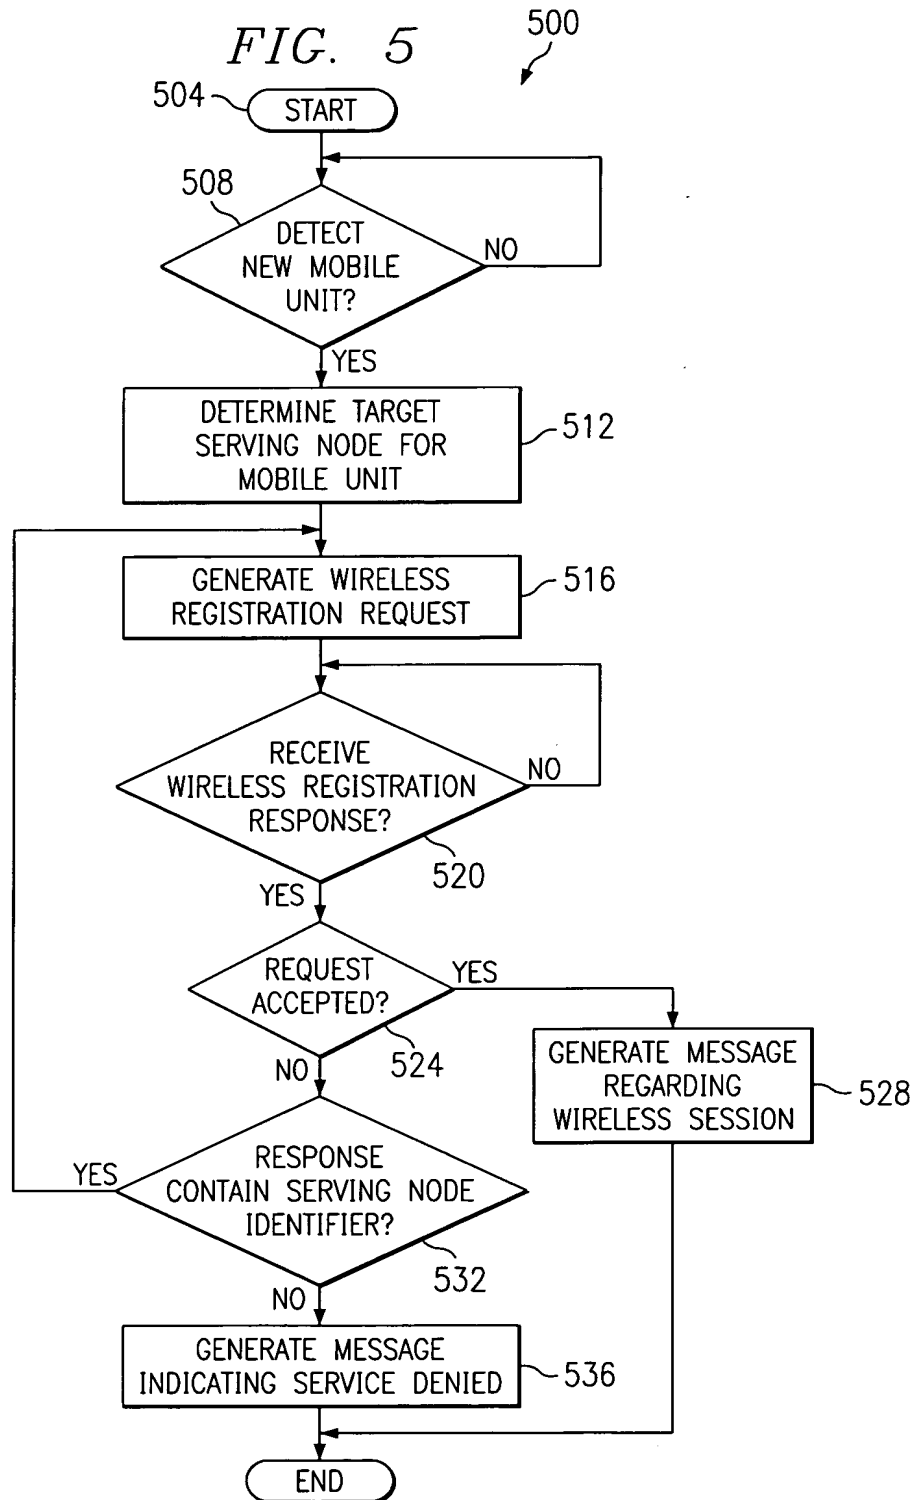 FIG. 5
500
504
START
508
DETECT
NEW MOBILE
UNIT?
NO
YES
DETERMINE TARGET
SERVING NODE FOR
MOBILE UNIT
512
GENERATE WIRELESS
REGISTRATION REQUEST
516
RECEIVE
WIRELESS REGISTRATION
RESPONSE?
NO
520
YES
REQUEST
ACCEPTED?
YES
524
NO
GENERATE MESSAGE
REGARDING
WIRELESS SESSION
528
RESPONSE
CONTAIN SERVING NODE
IDENTIFIER?
YES
532
NO
GENERATE MESSAGE
INDICATING SERVICE DENIED
536
END